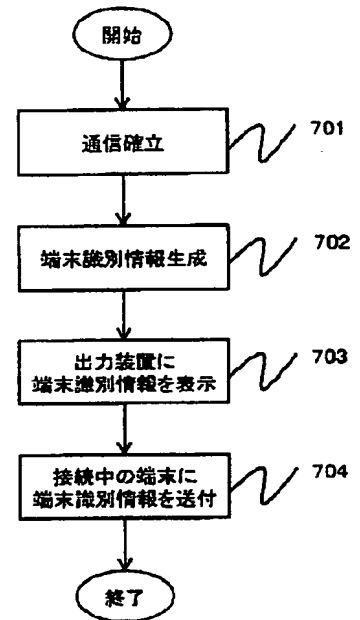 開始
通信確立
701
端末識別情報生成
702
出力装置に
端末識別情報を表示
703
接続中の端末に
端末識別情報を送付
704
終了